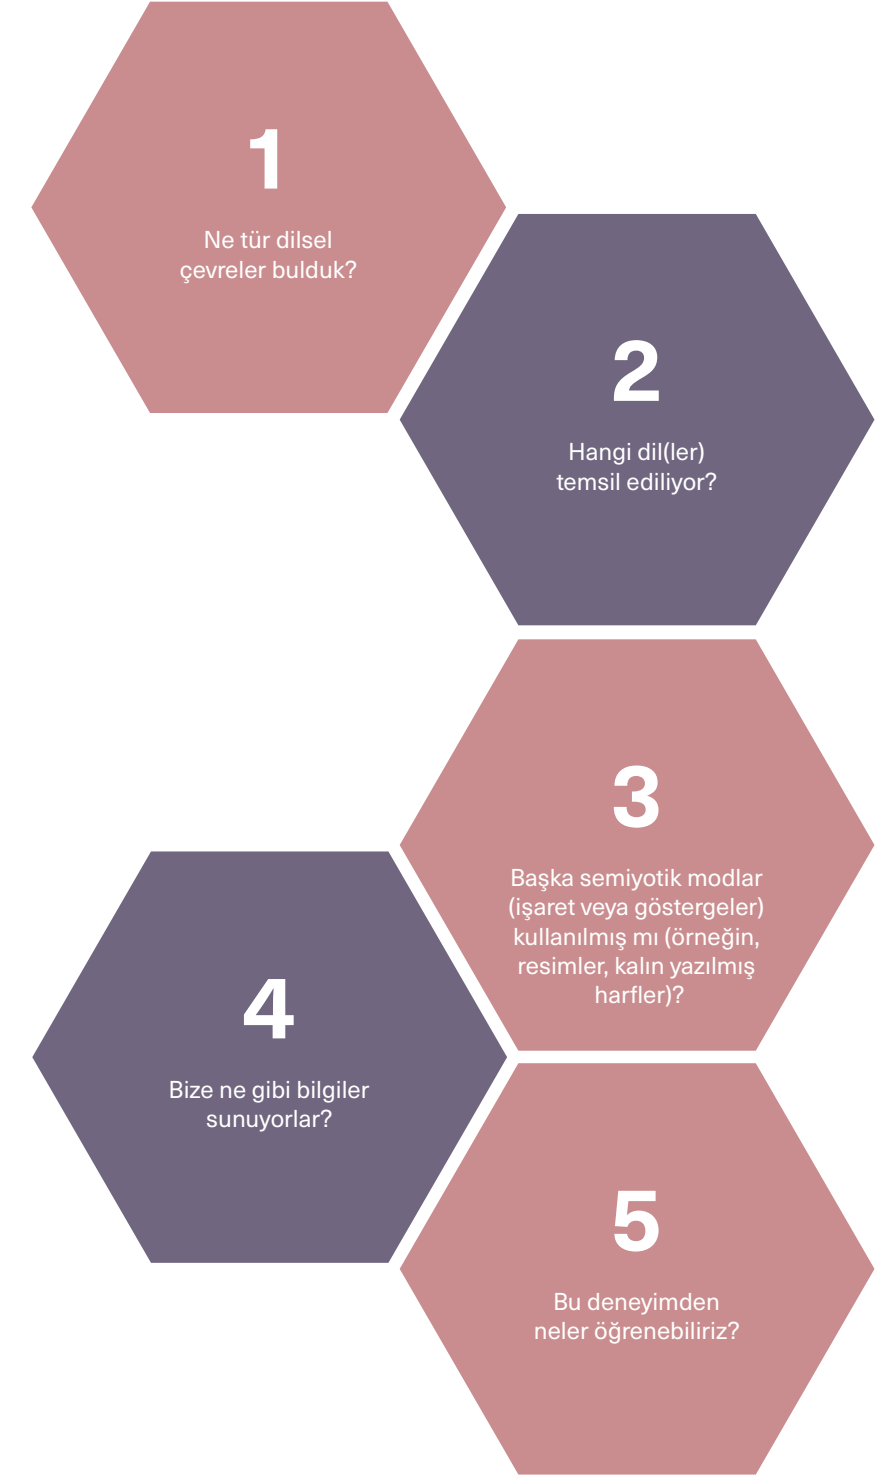 1
Ne tür dilsel
çevreler bulduk?
2
Hangi dil(ler)
temsil ediliyor?
3
Başka semiyotik modlar
(işaret veya göstergeler)
kullanılmış mı (örneğin,
resimler, kalın yazılmış
harfler)?
4
Bize ne gibi bilgiler
sunuyorlar?
5
Bu deneyimden
neler öğrenebiliriz?